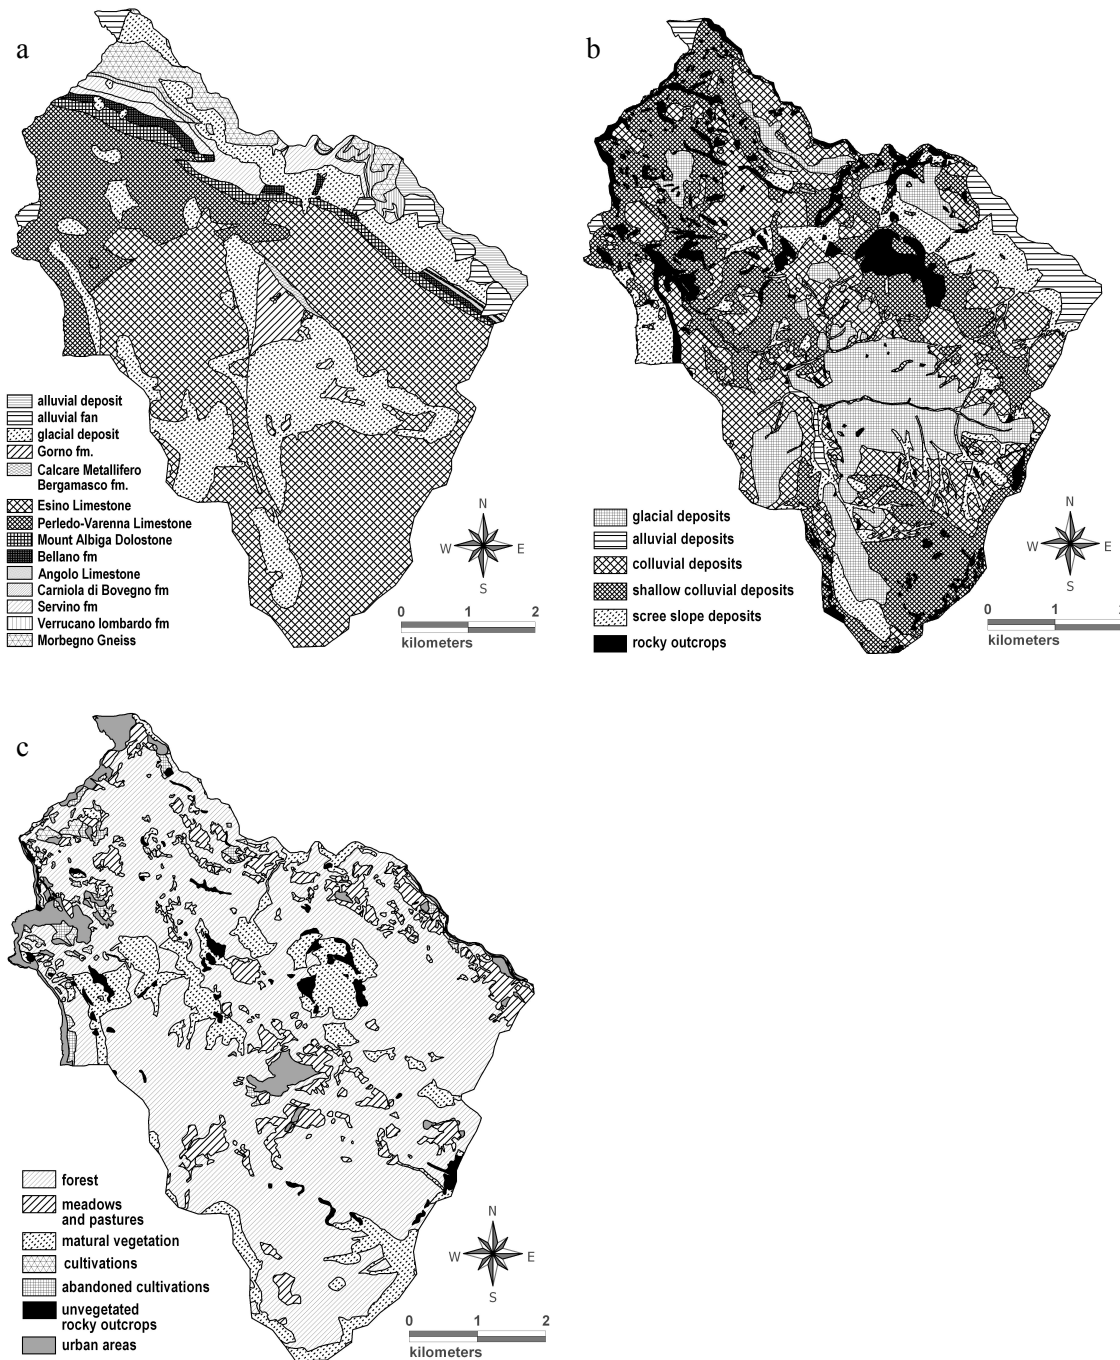 a
alluvial deposit
alluvial fan
glacial deposit
Gorno fm.
Calcare Metallifero
Bergamasco fm.
Esino Limestone
Perledo-Varenna Limestone
Mount Albiga Dolostone
Bellano fm
Angolo Limestone
Carniola di Bovegno fm
Servino fm
Verrucano lombardo fm
Morbegno Gneiss
N
W
E
S
0 1 2
kilometers
b
glacial deposits
alluvial deposits
colluvial deposits
shallow colluvial deposits
scree slope deposits
rocky outcrops
N
W
E
S
0 1
kilometers
c
forest
meadows
and pastures
natural vegetation
cultivations
abandoned cultivations
unvegetated
rocky outcrops
urban areas
N
W
E
S
0 1 2
kilometers